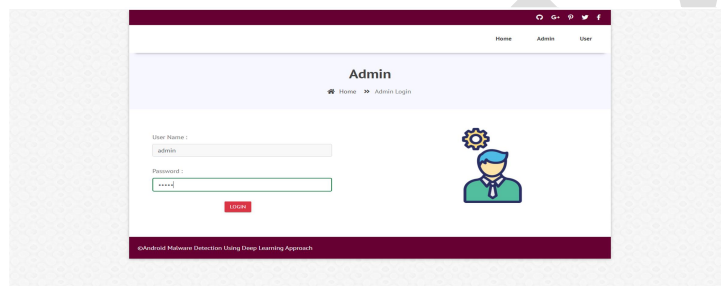 Home Admin User
Admin
Home » Admin Login
User Name :
admin
Password :
•••••
LOGIN
©Android Malware Detection Using Deep Learning Approach